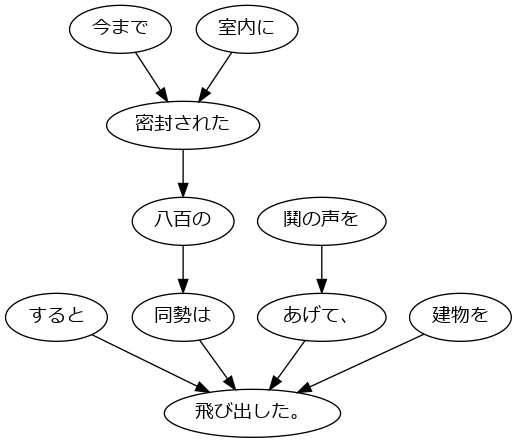 今まで
室内に
密封された
八百の
鬨の声を
すると
同勢は
あげて、
建物を
飛び出した。